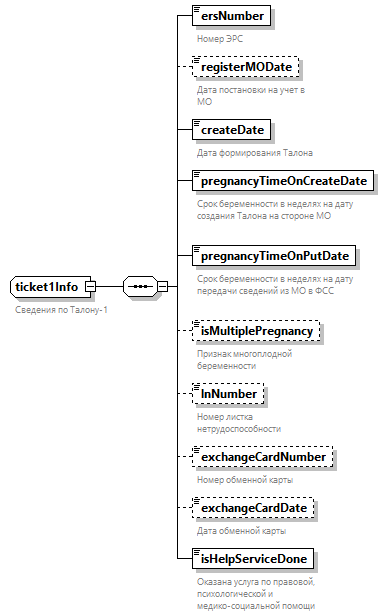 ersNumber
Номер ЭРС
registerMODate
Дата постановки на учет в
МО
createDate
Дата формирования Талона
pregnancyTimeOnCreateDate
Срок беременности в неделях на дату
создания Талона на стороне МО
pregnancyTimeOnPutDate
Срок беременности в неделях на дату
передачи сведений из МО в ФСС
ticket1Info
Сведения по Талону-1
isMultiplePregnancy
Признак многоплодной
беременности
lnNumber
Номер листка
нетрудоспособности
exchangeCardNumber
Номер обменной карты
exchangeCardDate
Дата обменной карты
isHelpServiceDone
Оказана услуга по правовой,
психологической и
медико-социальной помощи